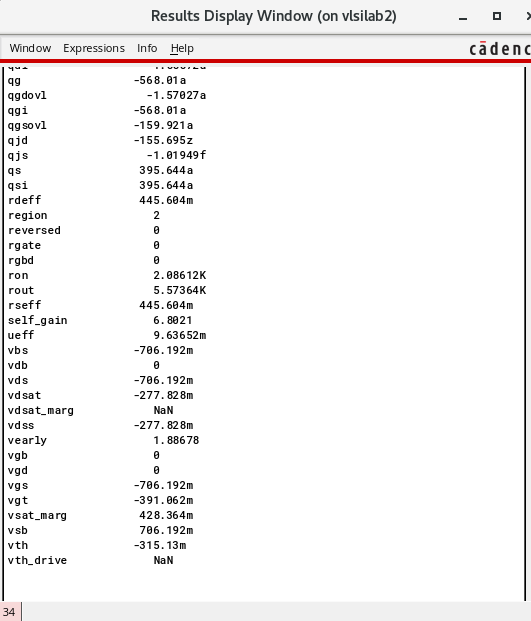 Results Display Window (on vlsilab2)
Window Expressions Info Help cādenc
qg -568.01a
qgdovl -1.57027a
qgi -568.01a
qgsovl -159.921a
qjd -155.695z
qjs -1.01949f
qs 395.644a
qsi 395.644a
rdeff 445.604m
region 2
reversed 0
rgate 0
rgbd 0
ron 2.08612K
rout 5.57364K
rseff 445.604m
self_gain 6.8021
ueff 9.63652m
vbs -706.192m
vdb 0
vds -706.192m
vdsat -277.828m
vdsat_marg NaN
vdss -277.828m
vearly 1.88678
vgb 0
vgd 0
vgs -706.192m
vgt -391.062m
vsat_marg 428.364m
vsb 706.192m
vth -315.13m
vth_drive NaN
34